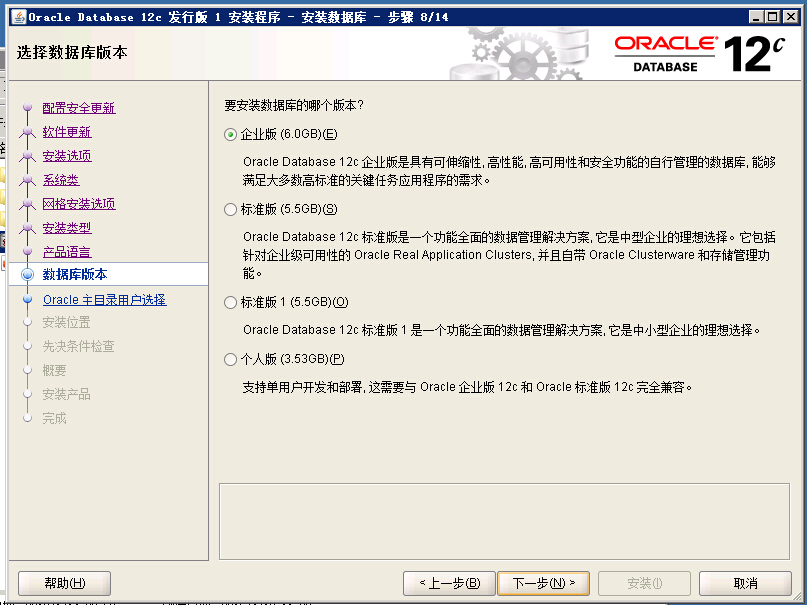 Oracle Database 12c 发行版 1 安装程序 - 安装数据库 - 步骤 8/14
选择数据库版本
ORACLE®
DATABASE
12c
配置安全更新
软件更新
安装选项
系统类
网格安装选项
安装类型
产品语言
数据库版本
Oracle 主目录用户选择
安装位置
先决条件检查
概要
安装产品
完成
要安装数据库的哪个版本?
企业版 (6.0GB)(E)
Oracle Database 12c 企业版是具有可伸缩性, 高性能, 高可用性和安全功能的自行管理的数据库, 能够
满足大多数高标准的关键任务应用程序的需求。
标准版 (5.5GB)(S)
Oracle Database 12c 标准版是一个功能全面的数据管理解决方案, 它是中型企业的理想选择。它包括
针对企业级可用性的 Oracle Real Application Clusters, 并且自带 Oracle Clusterware 和存储管理功
能。
标准版 1 (5.5GB)(O)
Oracle Database 12c 标准版 1 是一个功能全面的数据管理解决方案, 它是中小型企业的理想选择。
个人版 (3.53GB)(P)
支持单用户开发和部署, 这需要与 Oracle 企业版 12c 和 Oracle 标准版 12c 完全兼容。
帮助(H)
< 上一步(B)
下一步(N) >
安装(I)
取消